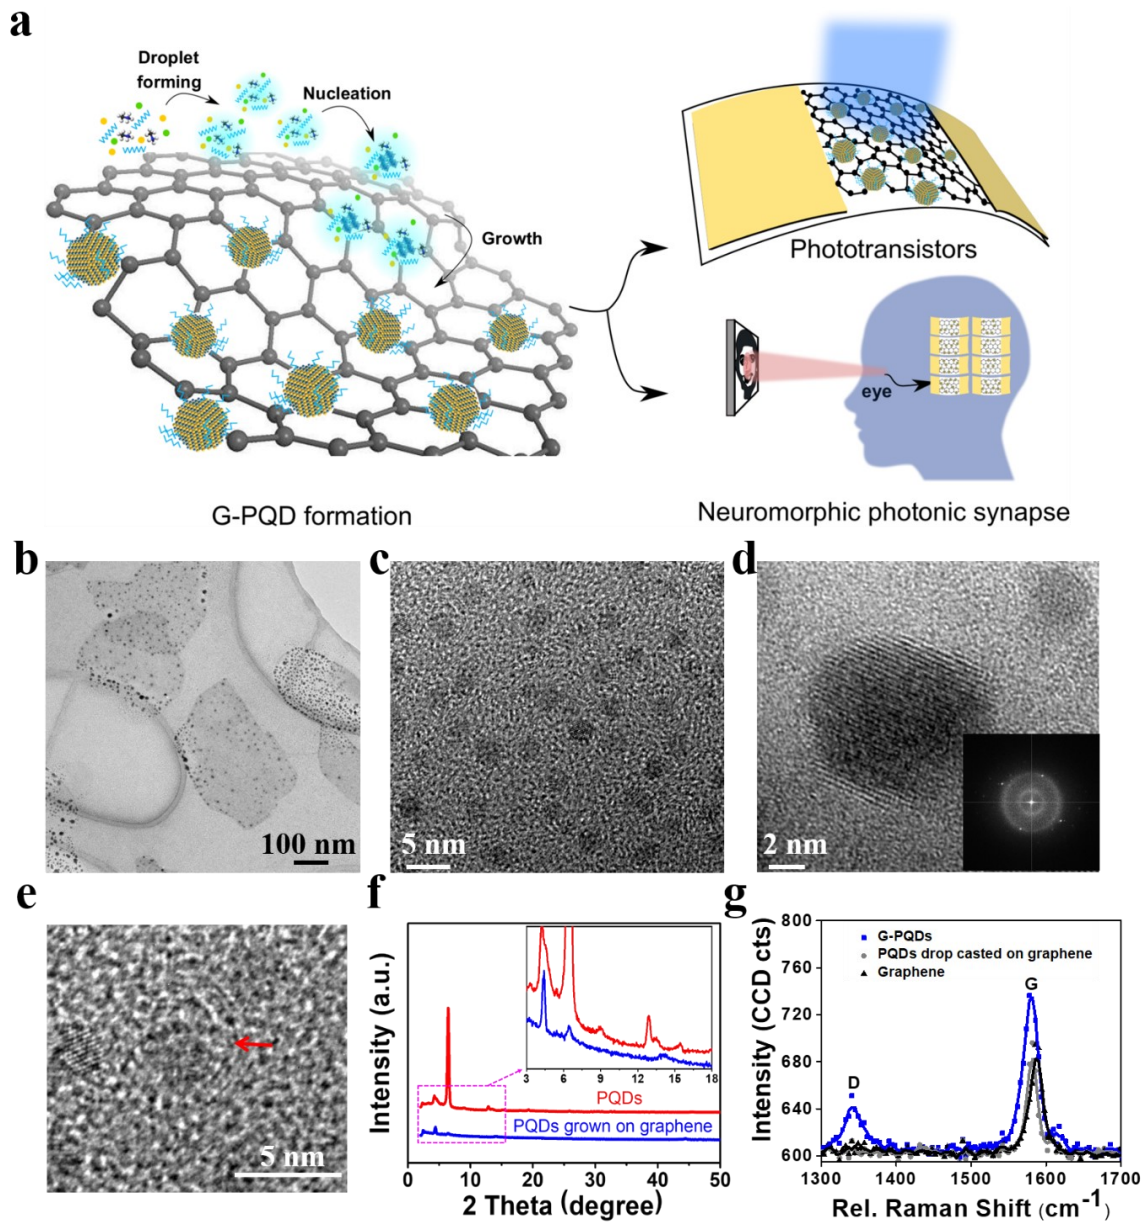 a
Droplet
forming
Nucleation
Growth
Phototransistors
eye
G-PQD formation
Neuromorphic photonic synapse
b
100 nm
c
5 nm
d
2 nm
e
5 nm
f
Intensity (a.u.)
3 6 9 12 15 18
PQDs
PQDs grown on graphene
0 10 20 30 40 50
2 Theta (degree)
g
Intensity (CCD cts)
800
760
720
680
640
600
G-PQDs
PQDs drop casted on graphene
Graphene
G
D
1300 1400 1500 1600 1700
Rel. Raman Shift (cm-1)